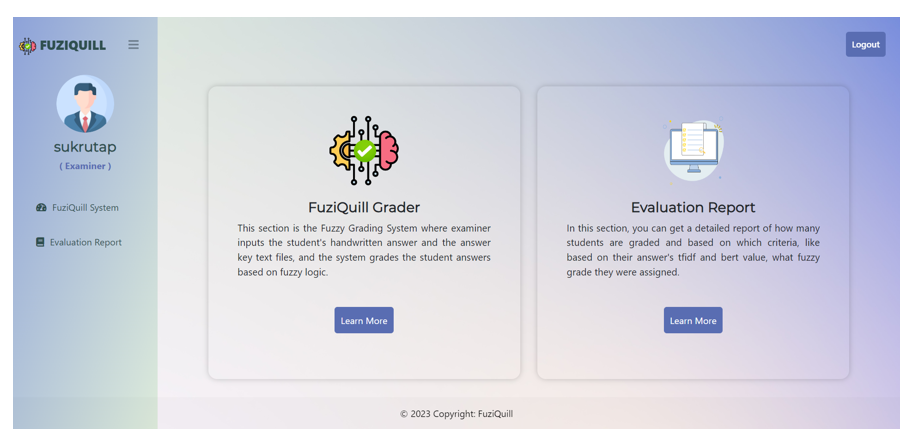 FUZIQUILL
Logout
sukrutap
( Examiner )
FuziQuill System
Evaluation Report
FuziQuill Grader
This section is the Fuzzy Grading System where examiner
inputs the student's handwritten answer and the answer
key text files, and the system grades the student answers
based on fuzzy logic.
Learn More
Evaluation Report
In this section, you can get a detailed report of how many
students are graded and based on which criteria, like
based on their answer's tfidf and bert value, what fuzzy
grade they were assigned.
Learn More
© 2023 Copyright: FuziQuill